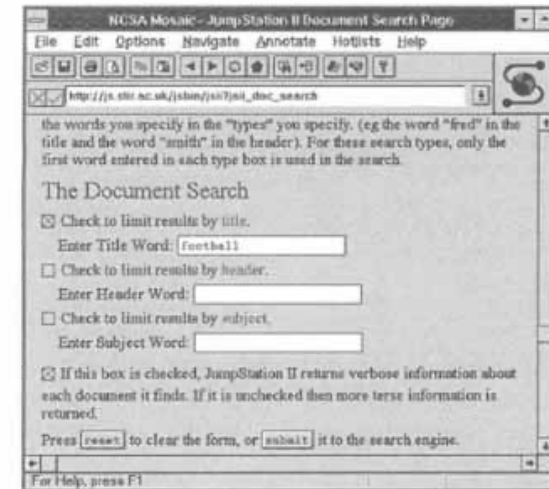 NCSA Mosaic - JumpStation II Document Search Page
File Edit Options Navigate Annotate Hotlists Help
http://js.stir.ac.uk/jsbin/jsii?jsii_doc_search
the words you specify in the "types" you specify. (eg the word "fred" in the
title and the word "smith" in the header). For these search types, only the
first word entered in each type box is used in the search.
The Document Search
Check to limit results by title.
Enter Title Word: football
Check to limit results by header.
Enter Header Word:
Check to limit results by subject.
Enter Subject Word:
If this box is checked, JumpStation II returns verbose information about
each document it finds. If it is unchecked then more terse information is
returned.
Press reset to clear the form, or submit it to the search engine.
For Help, press F1